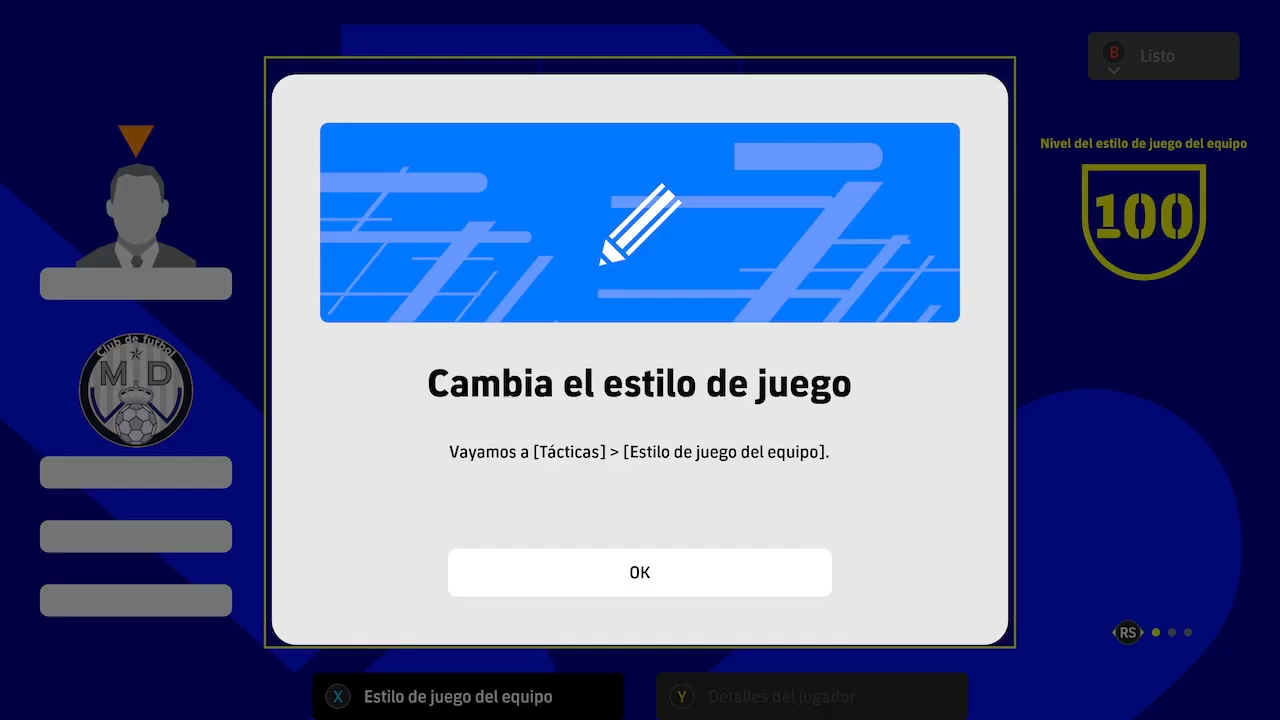 B Listo
Nivel del estilo de juego del equipo
100
Club de fútbol
M D
Cambia el estilo de juego
Vayamos a [Tácticas] > [Estilo de juego del equipo].
OK
RS
X Estilo de juego del equipo
Y Detalles del jugador